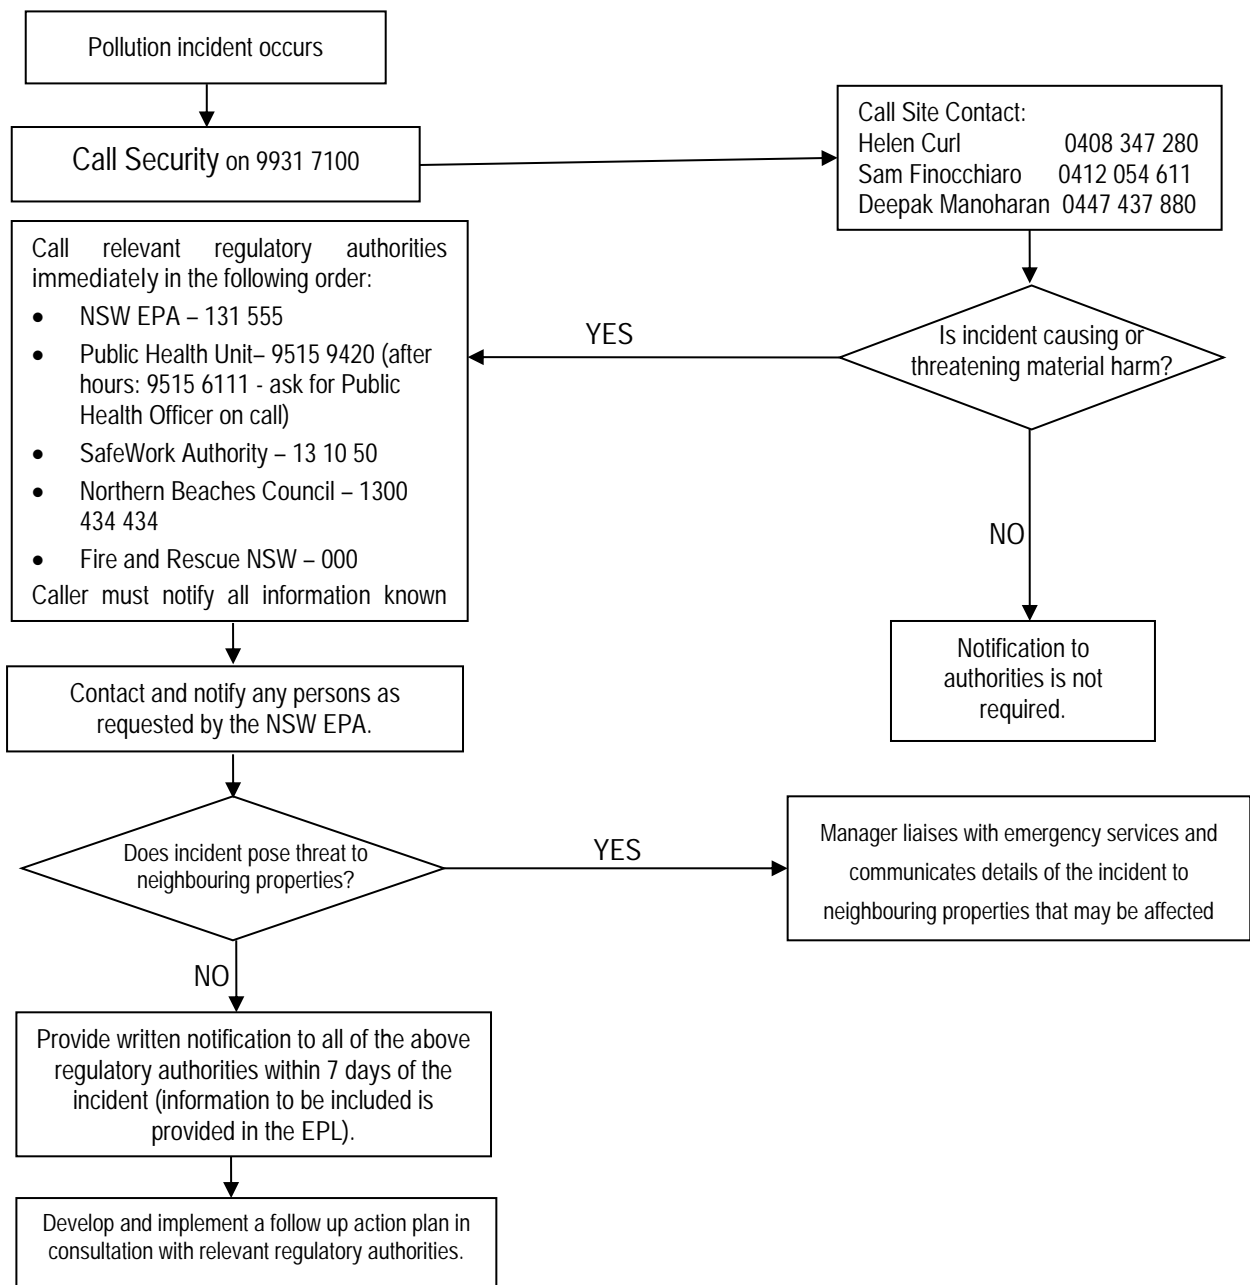 Pollution incident occurs
Call Security on 9931 7100
Call Site Contact:
Helen Curl 0408 347 280
Sam Finocchiaro 0412 054 611
Deepak Manoharan 0447 437 880
Is incident causing or
threatening material harm?
YES
NO
Call relevant regulatory authorities
immediately in the following order:
• NSW EPA – 131 555
• Public Health Unit– 9515 9420 (after
hours: 9515 6111 - ask for Public
Health Officer on call)
• SafeWork Authority – 13 10 50
• Northern Beaches Council – 1300
434 434
• Fire and Rescue NSW – 000
Caller must notify all information known
Notification to
authorities is not
required.
Contact and notify any persons as
requested by the NSW EPA.
Does incident pose threat to
neighbouring properties?
YES
Manager liaises with emergency services and
communicates details of the incident to
neighbouring properties that may be affected
NO
Provide written notification to all of the above
regulatory authorities within 7 days of the
incident (information to be included is
provided in the EPL).
Develop and implement a follow up action plan in
consultation with relevant regulatory authorities.